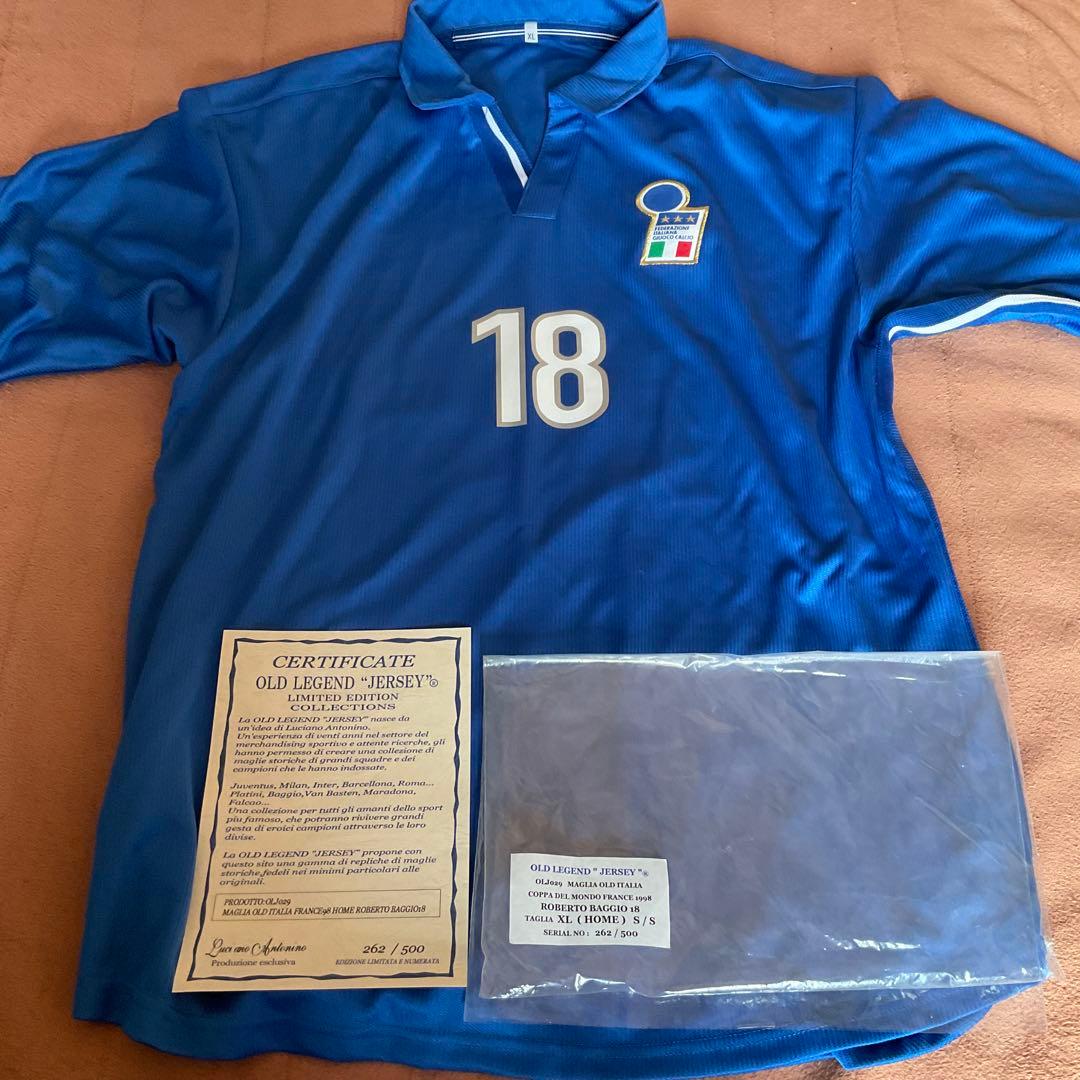 XL
FEDERAZIONE
ITALIANA
GIUOCO CALCIO
18
CERTIFICATE
OLD LEGEND “JERSEY”®
LIMITED EDITION
COLLECTIONS
La OLD LEGEND "JERSEY" nasce da
un'idea di Luciano Antonino.
Un'esperienza di venti anni nel settore del
merchandising sportivo e attente ricerche, gli
hanno permesso di creare una collezione di
maglie storiche di grandi squadre e dei
campioni che le hanno indossate.
Juventus, Milan, Inter, Barcellona, Roma...
Platini, Baggio,Van Basten, Maradona,
Falcao...
Una collezione per tutti gli amanti dello sport
piu famoso, che potranno rivivere grandi
gesta di eroici campioni attraverso le loro
divise.
La OLD LEGEND "JERSEY" propone con
questo sito una gamma di repliche di maglie
storiche,fedeli nei minimi particolari alle
originali.
PRODOTTO:OLJ029
MAGLIA OLD ITALIA FRANCE98 HOME ROBERTO BAGGIO18
Luciano Antonino
Produzione esclusiva
262 / 500
EDIZIONE LIMITATA E NUMERATA
OLD LEGEND " JERSEY "®
OLJ029 MAGLIA OLD ITALIA
COPPA DEL MONDO FRANCE 1998
ROBERTO BAGGIO 18
TAGLIA XL ( HOME ) S / S
SERIAL NO : 262 / 500